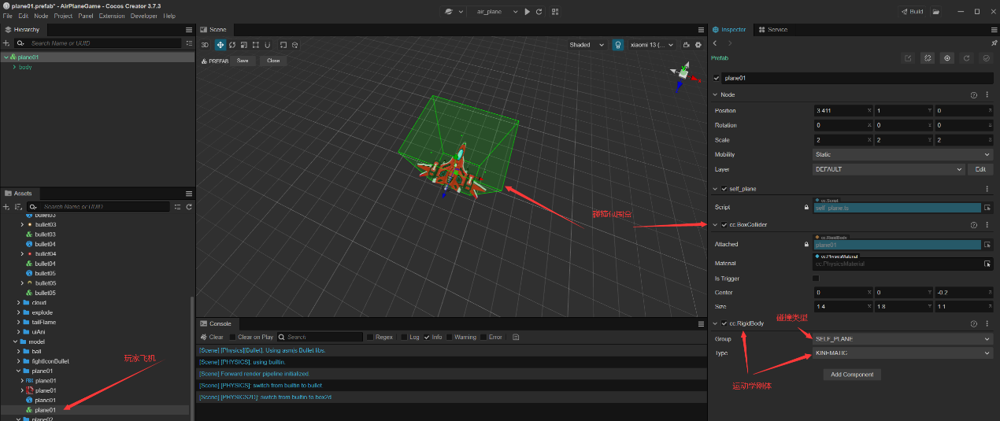 plane01.prefab* - AirPlaneGame - Cocos Creator 3.7.3
File Edit Node Project Panel Extension Developer Help
air_plane
Build
Hierarchy
Search Name or UUID
plane01
body
Scene
3D
Shaded
xiaomi 13 (...
PREFAB Save Close
碰撞包围盒
Assets
Search Name or UUID
bullet03
bullet03
bullet03
bullet04
bullet04
bullet04
bullet05
bullet05
bullet05
cloud
explode
tailFlame
uiAni
model
ball
fightIconBullet
plane01
FBX plane01
plane01
plane01
plane01
plane02
玩家飞机
Console
Clear Clear on Play Search Regex Log Info Warning Error
[Scene] [Physics][Bullet]: Using asmjs Bullet libs.
[Scene] [PHYSICS]: using builtin.
[Scene] Forward render pipeline initialized.
[Scene] [PHYSICS]: switch from builtin to bullet.
[Scene] [PHYSICS2D]: switch from builtin to box2d.
Inspector Service
Prefab
plane01
Node
Position 3.411 X 1 Y 0 Z
Rotation 0 X 0 Y 0 Z
Scale 2 X 2 Y 2 Z
Mobility Static
Layer DEFAULT Edit
self_plane
cc.Script
Script self_plane.ts
cc.BoxCollider
cc.RigidBody
Attached plane01
cc.PhysicsMaterial
Material cc.PhysicsMaterial
Is Trigger
Center 0 X 0 Y -0.2 Z
Size 1.4 X 1.8 Y 1.1 Z
cc.RigidBody
碰撞类型
Group SELF_PLANE
Type KINEMATIC
Add Component
运动学刚体